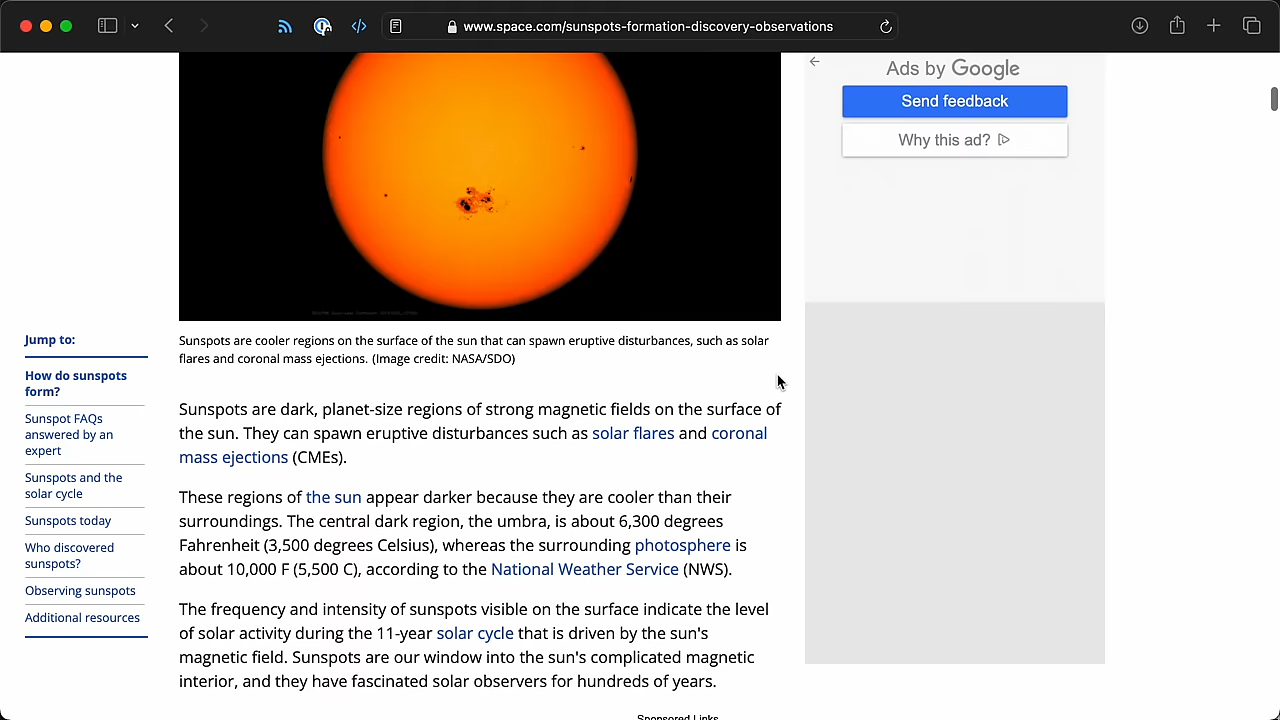 www.space.com/sunspots-formation-discovery-observations
Ads by Google
Send feedback
Why this ad?
Sunspots are cooler regions on the surface of the sun that can spawn eruptive disturbances, such as solar
flares and coronal mass ejections. (Image credit: NASA/SDO)
Jump to:
How do sunspots
form?
Sunspot FAQs
answered by an
expert
Sunspots and the
solar cycle
Sunspots today
Who discovered
sunspots?
Observing sunspots
Additional resources
Sunspots are dark, planet-size regions of strong magnetic fields on the surface of
the sun. They can spawn eruptive disturbances such as solar flares and coronal
mass ejections (CMEs).
These regions of the sun appear darker because they are cooler than their
surroundings. The central dark region, the umbra, is about 6,300 degrees
Fahrenheit (3,500 degrees Celsius), whereas the surrounding photosphere is
about 10,000 F (5,500 C), according to the National Weather Service (NWS).
The frequency and intensity of sunspots visible on the surface indicate the level
of solar activity during the 11-year solar cycle that is driven by the sun's
magnetic field. Sunspots are our window into the sun's complicated magnetic
interior, and they have fascinated solar observers for hundreds of years.
Sponsored Links